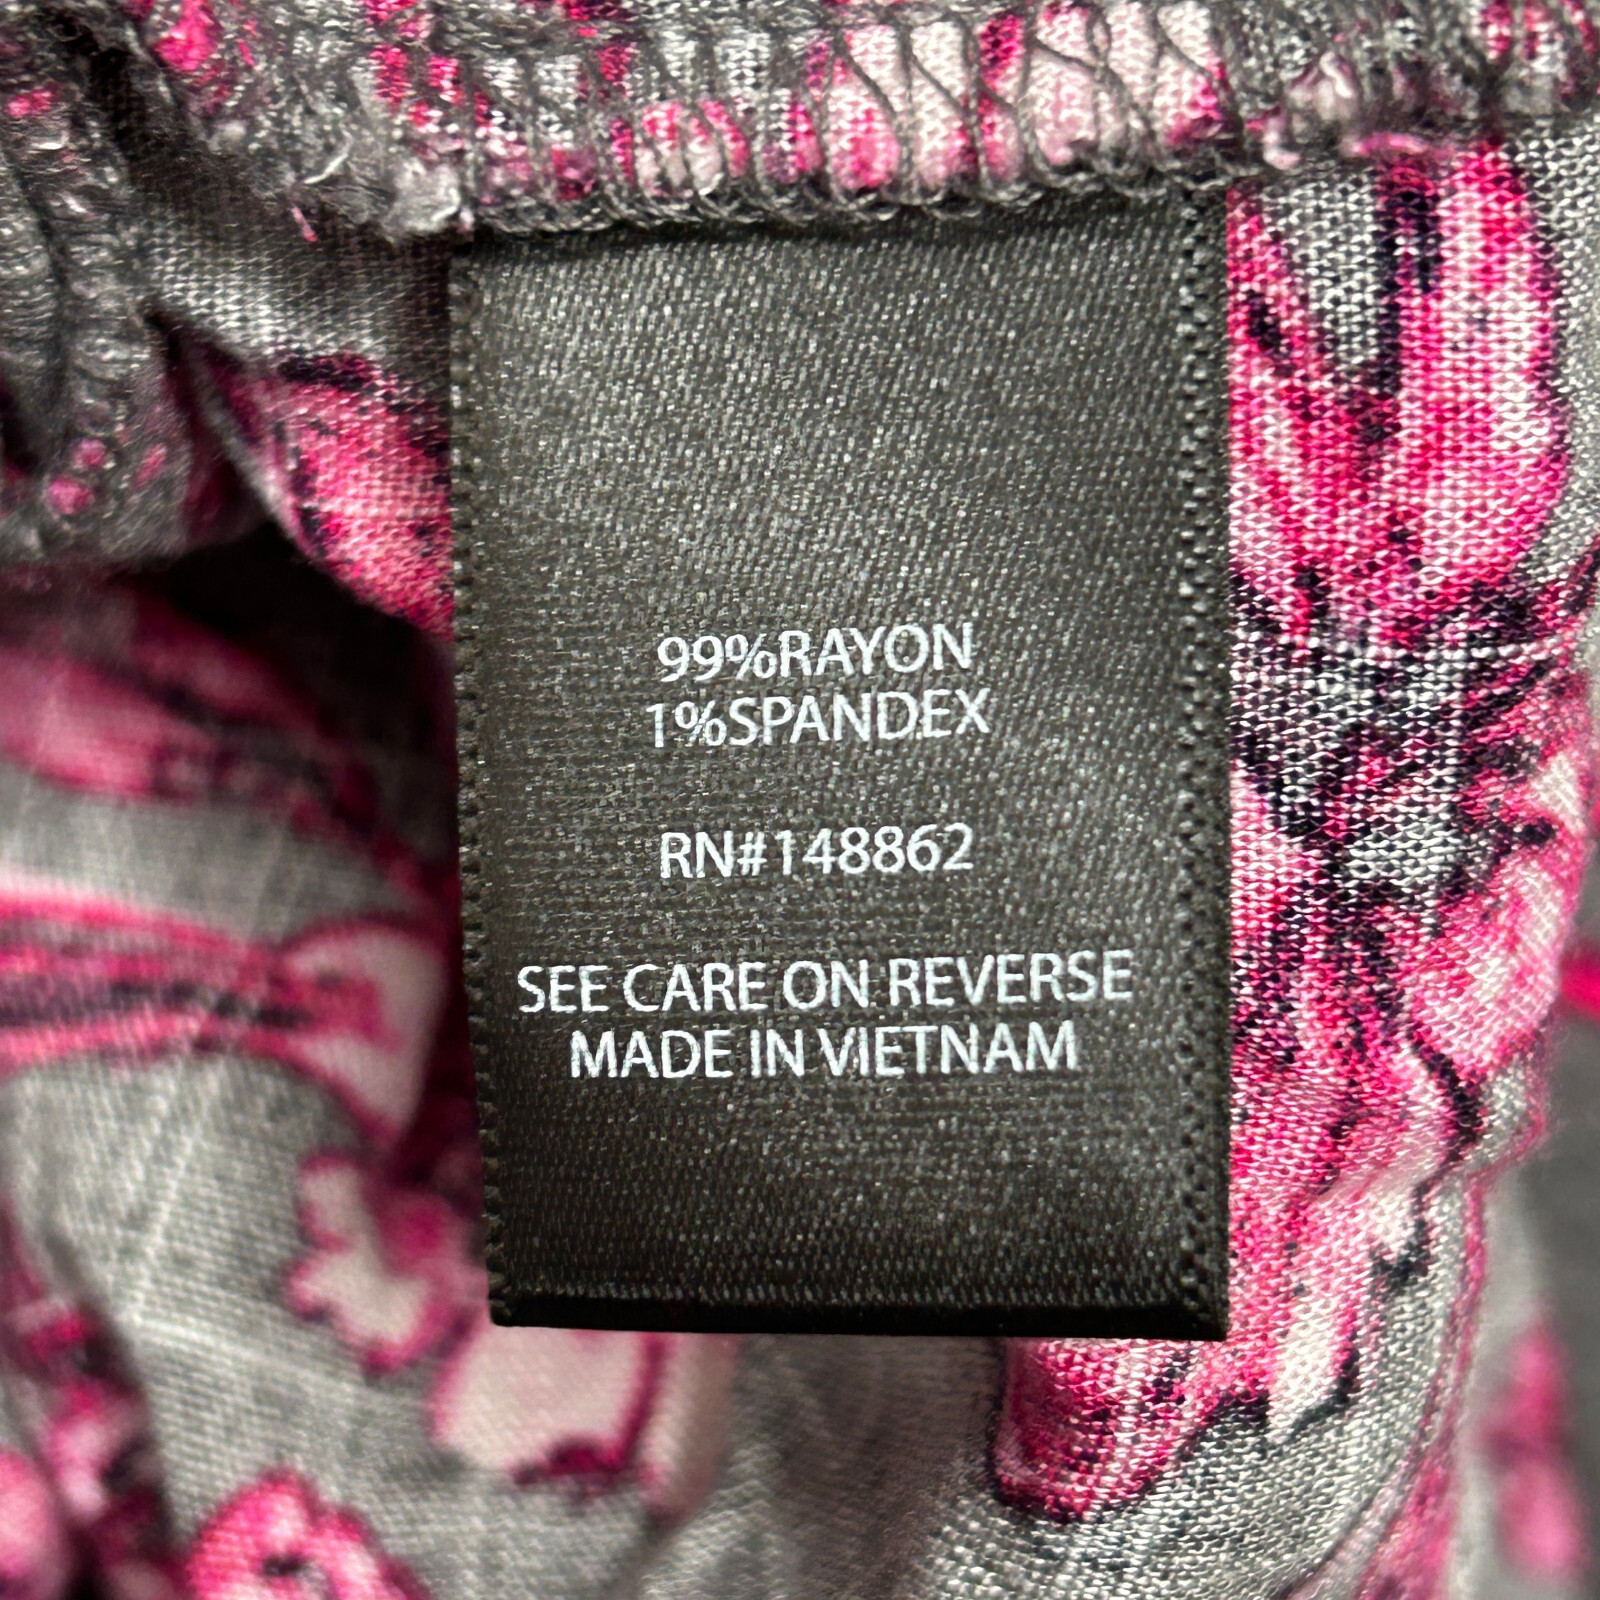 99%RAYON
1%SPANDEX
RN#148862
SEE CARE ON REVERSE
MADE IN VIETNAM